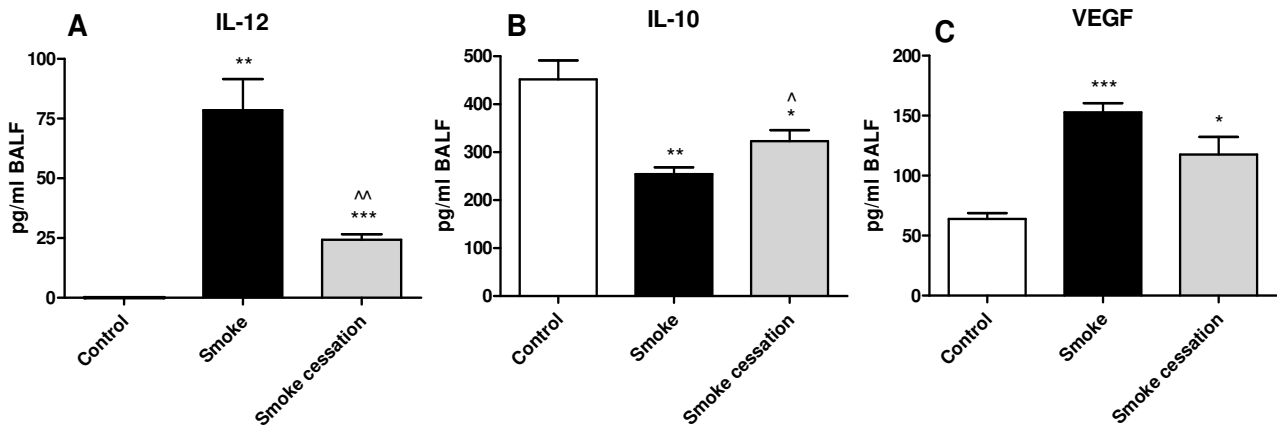 A
IL-12
pg/ml BALF
100
75
50
25
0
**
^^
***
Control
Smoke
Smoke cessation
B
IL-10
pg/ml BALF
500
400
300
200
100
0
**
^
*
Control
Smoke
Smoke cessation
C
VEGF
pg/ml BALF
200
150
100
50
0
***
*
Control
Smoke
Smoke cessation